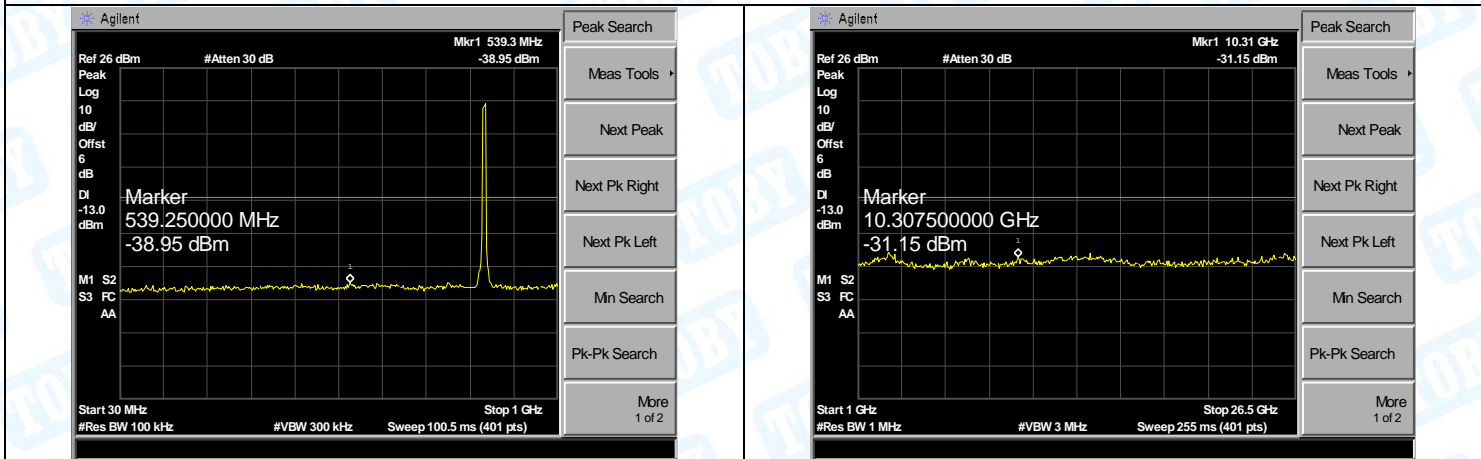 Agilent
Peak Search
Mkr1 539.3 MHz
Ref 26 dBm #Atten 30 dB -38.95 dBm
Peak
Log
10
dB/
Offst
6
dB
DI
-13.0
dBm
Marker
539.250000 MHz
-38.95 dBm
1
M1 S2
S3 FC
AA
Start 30 MHz Stop 1 GHz
#Res BW 100 kHz #VBW 300 kHz Sweep 100.5 ms (401 pts)
Meas Tools
Next Peak
Next Pk Right
Next Pk Left
Min Search
Pk-Pk Search
More
1 of 2
Agilent
Peak Search
Mkr1 10.31 GHz
Ref 26 dBm #Atten 30 dB -31.15 dBm
Peak
Log
10
dB/
Offst
6
dB
DI
-13.0
dBm
Marker
10.307500000 GHz
-31.15 dBm
1
M1 S2
S3 FC
AA
Start 1 GHz Stop 26.5 GHz
#Res BW 1 MHz #VBW 3 MHz Sweep 255 ms (401 pts)
Meas Tools
Next Peak
Next Pk Right
Next Pk Left
Min Search
Pk-Pk Search
More
1 of 2
TOBY